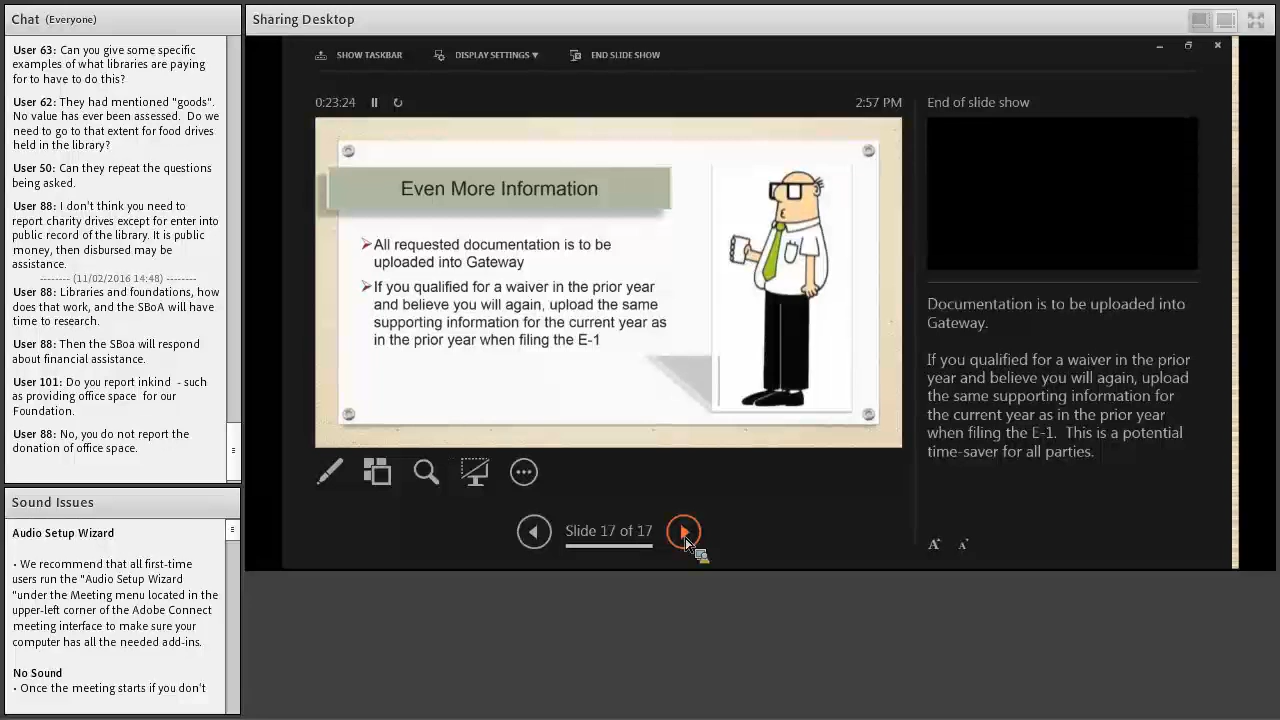 Chat (Everyone)
User 63: Can you give some specific
examples of what libraries are paying
for to have to do this?
User 62: They had mentioned "goods".
No value has ever been assessed. Do we
need to go to that extent for food drives
held in the library?
User 50: Can they repeat the questions
being asked.
User 88: I don't think you need to
report charity drives except for enter into
public record of the library. It is public
money, then disbursed may be
assistance.
-------- (11/02/2016 14:48) --------
User 88: Libraries and foundations, how
does that work, and the SBoA will have
time to research.
User 88: Then the SBoa will respond
about financial assistance.
User 101: Do you report inkind - such
as providing office space for our
Foundation.
User 88: No, you do not report the
donation of office space.
Sound Issues
Audio Setup Wizard
• We recommend that all first-time
users run the "Audio Setup Wizard
"under the Meeting menu located in the
upper-left corner of the Adobe Connect
meeting interface to make sure your
computer has all the needed add-ins.
No Sound
• Once the meeting starts if you don't
Sharing Desktop
SHOW TASKBAR
DISPLAY SETTINGS ▼
END SLIDE SHOW
0:23:24
2:57 PM
Even More Information
All requested documentation is to be
uploaded into Gateway
If you qualified for a waiver in the prior year
and believe you will again, upload the same
supporting information for the current year as
in the prior year when filing the E-1
Slide 17 of 17
End of slide show
Documentation is to be uploaded into
Gateway.
If you qualified for a waiver in the prior
year and believe you will again, upload
the same supporting information for
the current year as in the prior year
when filing the E-1. This is a potential
time-saver for all parties.
A A